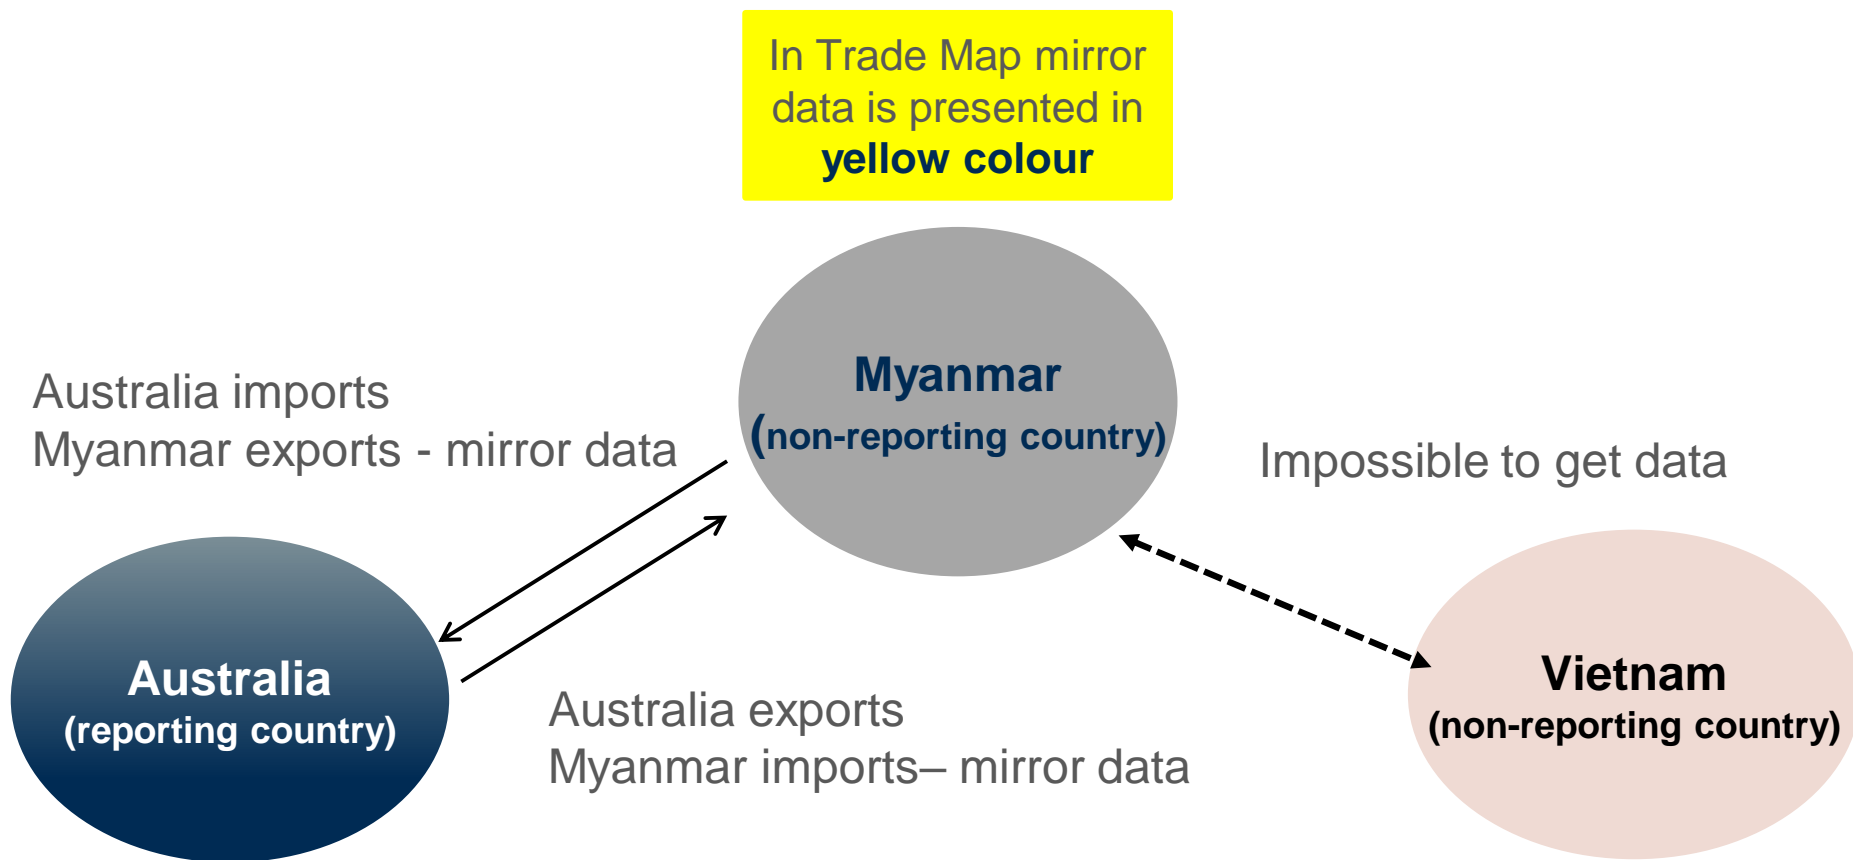 In Trade Map mirror
data is presented in
yellow colour
Myanmar
(non-reporting country)
Australia imports
Myanmar exports - mirror data
Impossible to get data
Australia
(reporting country)
Australia exports
Myanmar imports– mirror data
Vietnam
(non-reporting country)